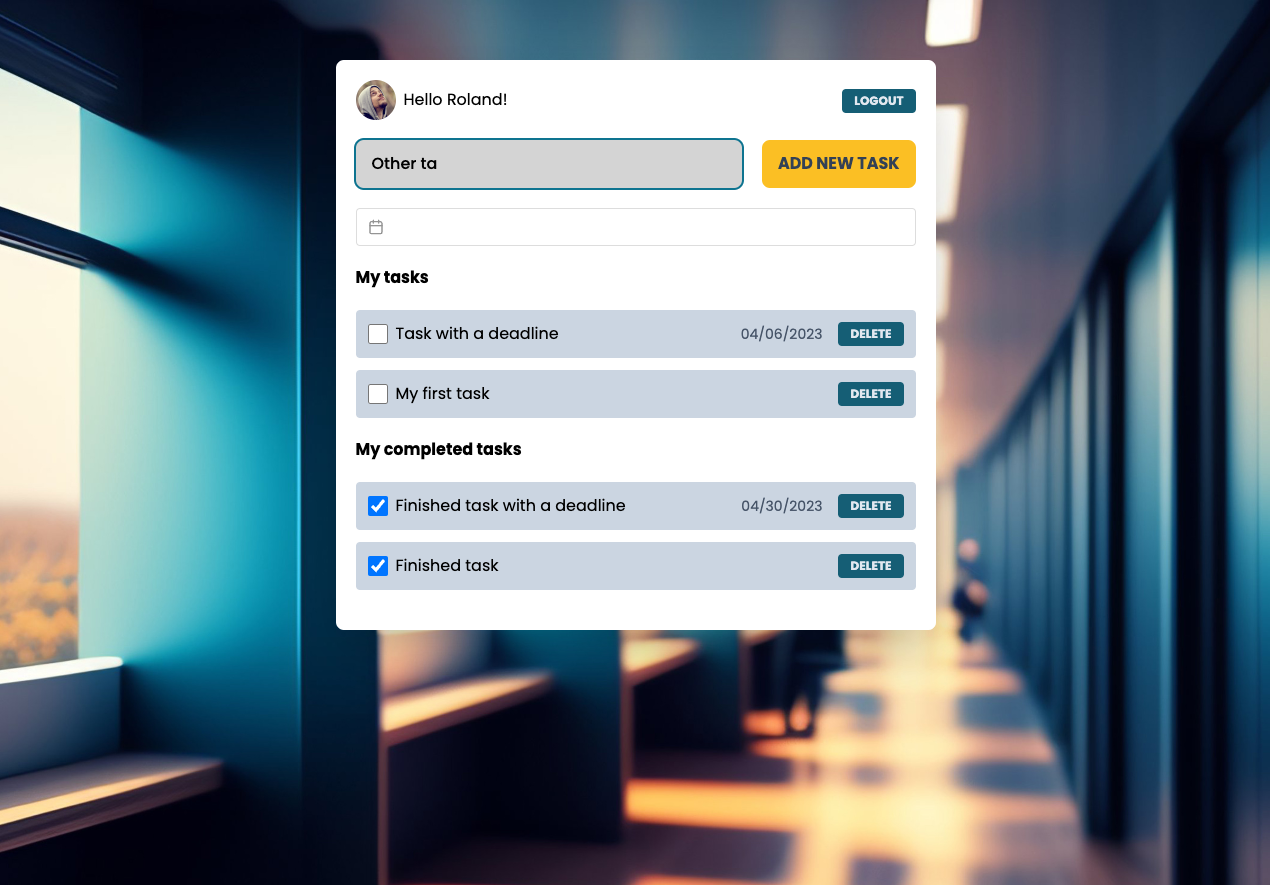 Hello Roland!
LOGOUT
Other ta
ADD NEW TASK
My tasks
Task with a deadline 04/06/2023 DELETE
My first task DELETE
My completed tasks
Finished task with a deadline 04/30/2023 DELETE
Finished task DELETE